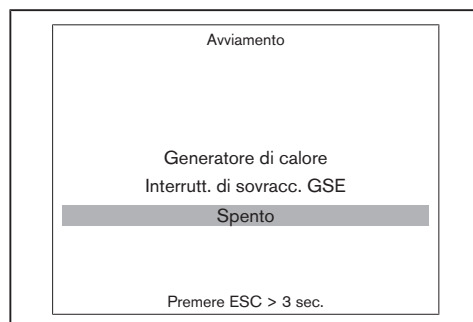 Avviamento
Generatore di calore
Interrutt. di sovracc. GSE
Spento
Premere ESC > 3 sec.